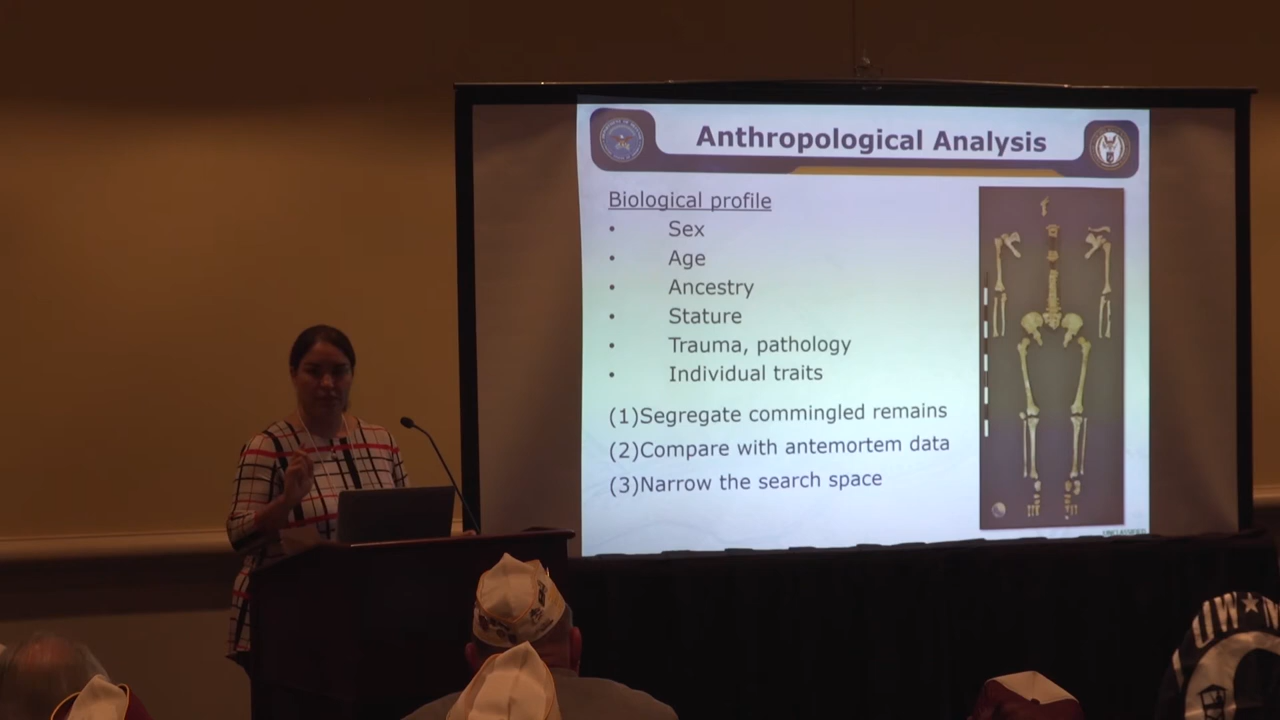 Anthropological Analysis
Biological profile
• Sex
• Age
• Ancestry
• Stature
• Trauma, pathology
• Individual traits
(1)Segregate commingled remains
(2)Compare with antemortem data
(3)Narrow the search space
UNCLASSIFIED